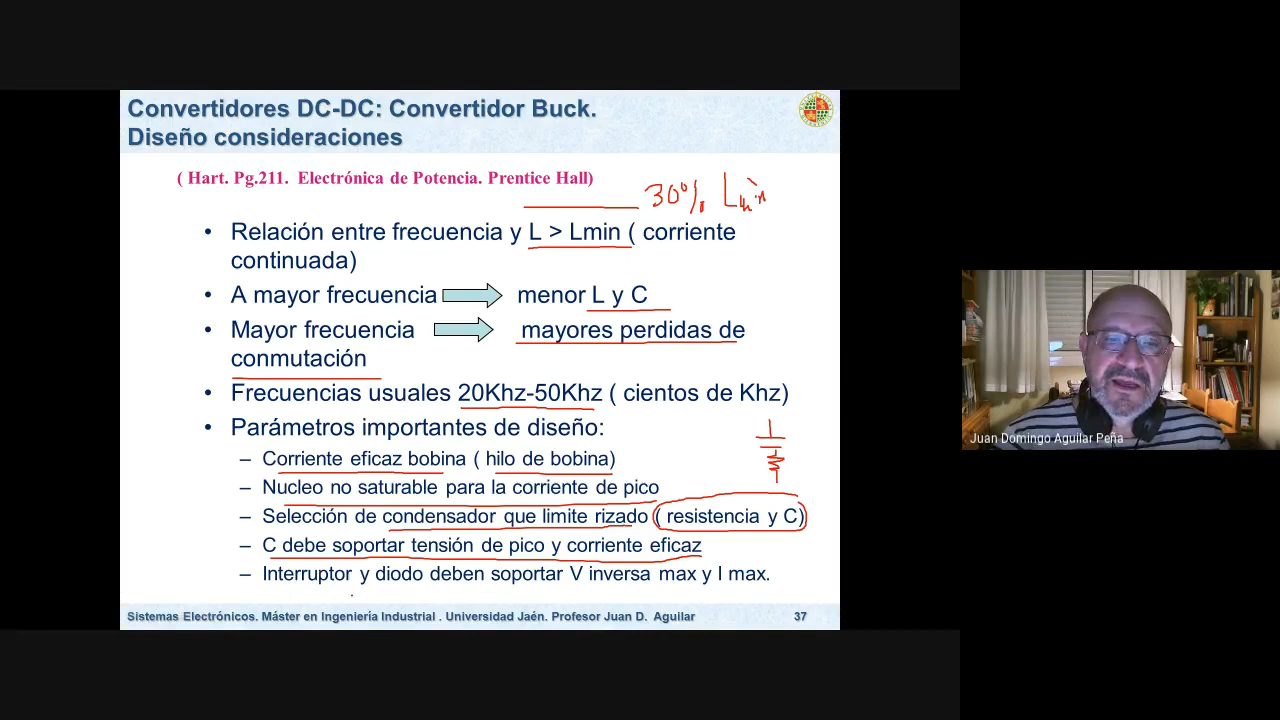 Convertidores DC-DC: Convertidor Buck.
Diseño consideraciones
( Hart. Pg.211. Electrónica de Potencia. Prentice Hall)
30% Lmin
• Relación entre frecuencia y L > Lmin ( corriente
continuada)
• A mayor frecuencia menor L y C
• Mayor frecuencia mayores perdidas de
conmutación
• Frecuencias usuales 20Khz-50Khz ( cientos de Khz)
• Parámetros importantes de diseño:
– Corriente eficaz bobina ( hilo de bobina)
– Nucleo no saturable para la corriente de pico
– Selección de condensador que limite rizado ( resistencia y C)
– C debe soportar tensión de pico y corriente eficaz
– Interruptor y diodo deben soportar V inversa max y I max.
Sistemas Electrónicos. Máster en Ingeniería Industrial . Universidad Jaén. Profesor Juan D. Aguilar 37
Juan Domingo Aguilar Peña